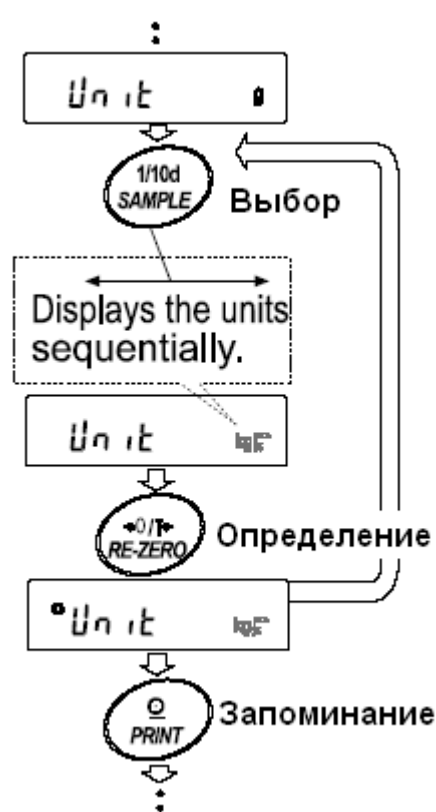 Unit g
1/10d
SAMPLE
Выбор
Displays the units
sequentially.
Unit
→0/T←
RE-ZERO
Определение
Unit
Запоминание
PRINT